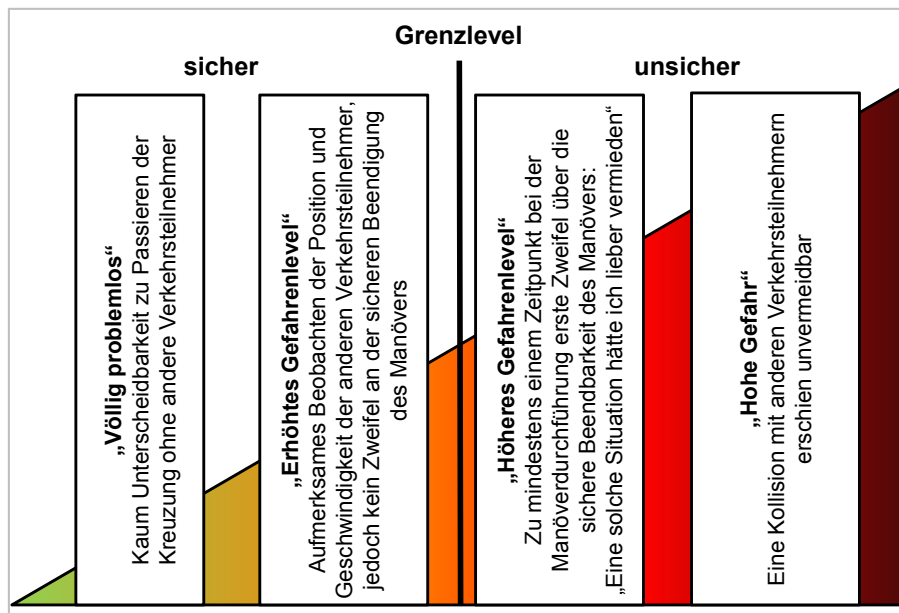 Grenzlevel
sicher
unsicher
„Völlig problemlos“
Kaum Unterscheidbarkeit zu Passieren der
Kreuzung ohne andere Verkehrsteilnehmer
„Erhöhtes Gefahrenlevel“
Aufmerksames Beobachten der Position und
Geschwindigkeit der anderen Verkehrsteilnehmer,
jedoch kein Zweifel an der sicheren Beendigung
des Manövers
„Höheres Gefahrenlevel“
Zu mindestens einem Zeitpunkt bei der
Manöverdurchführung erste Zweifel über die
sichere Beendbarkeit des Manövers:
„Eine solche Situation hätte ich lieber vermieden“
„Hohe Gefahr“
Eine Kollision mit anderen Verkehrsteilnehmern
erschien unvermeidbar